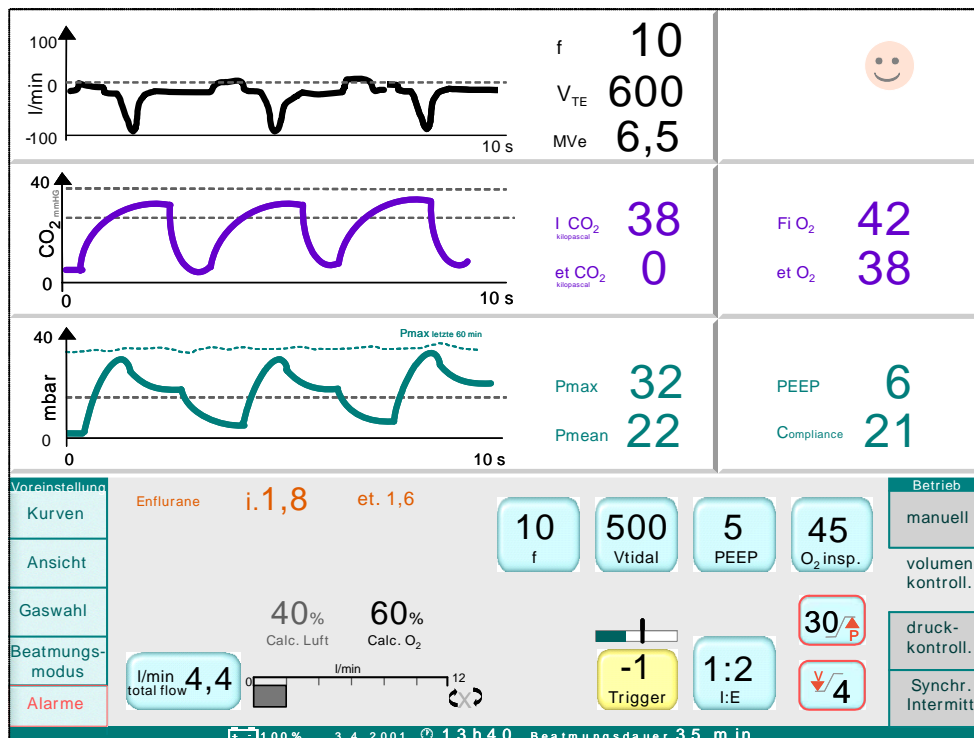 100
0
-100
l/min
10 s
f 10
VTE 600
MVe 6,5
40
CO2 mmHG
0
0
10 s
I CO2 38
kilopascal
et CO2 0
kilopascal
Fi O2 42
et O2 38
40
mbar
0
0
10 s
Pmax letzte 60 min
Pmax 32
Pmean 22
PEEP 6
Compliance 21
Voreinstellung
Kurven
Ansicht
Gaswahl
Beatmungs-
modus
Alarme
Enflurane i.1,8 et. 1,6
10
f
500
Vtidal
5
PEEP
45
O2 insp.
40%
Calc. Luft
60%
Calc. O2
l/min
total flow 4,4
0 l/min 12
-1
Trigger
1:2
I:E
30 P
V 4
Betrieb
manuell
volumen
kontroll.
druck-
kontroll.
Synchr.
Intermitt
+ - 100% 3.4.2001 13h40 Beatmungsdauer 35 min